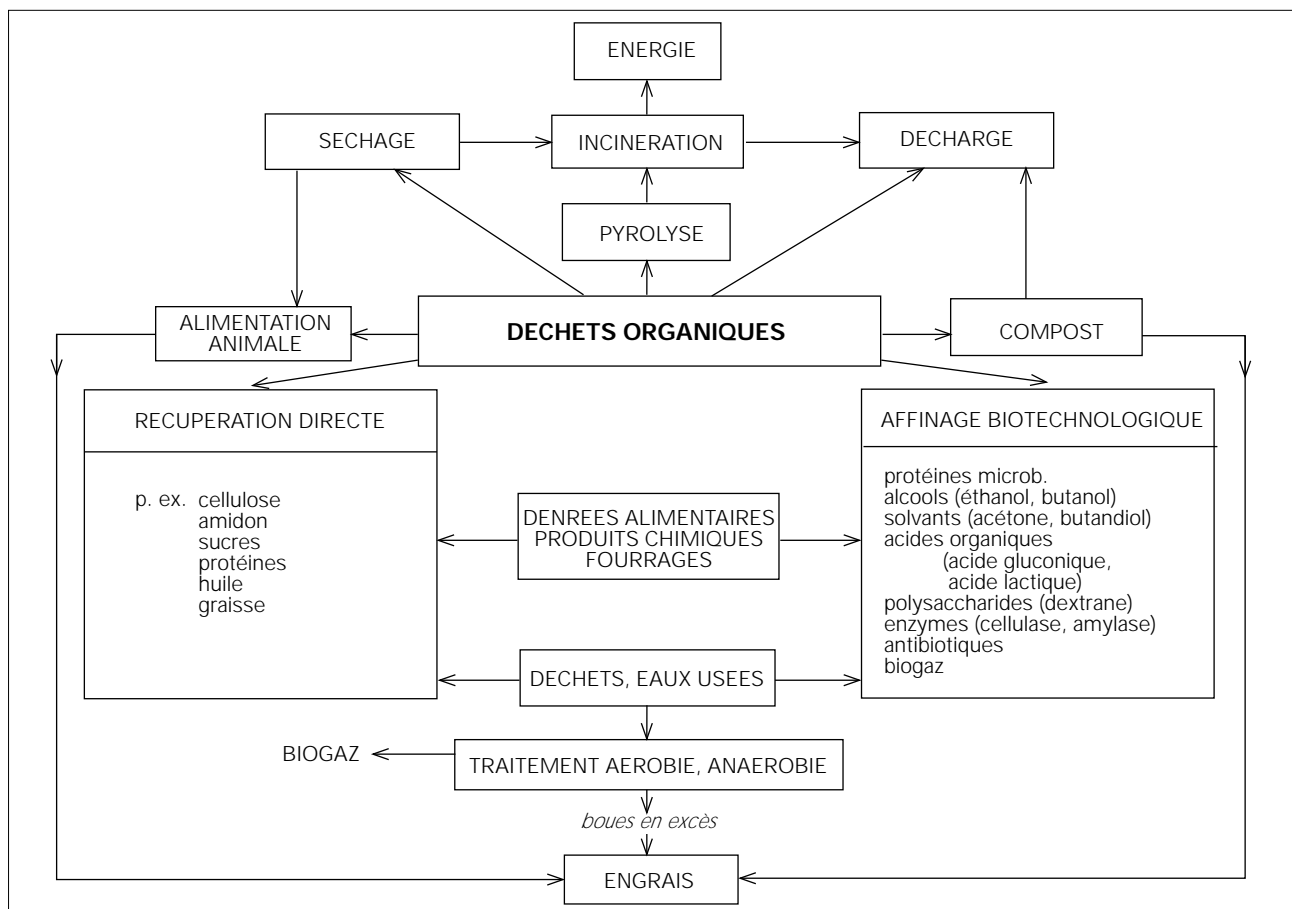 ENERGIE
SECHAGE
INCINERATION
DECHARGE
PYROLYSE
ALIMENTATION
ANIMALE
DECHETS ORGANIQUES
COMPOST
RECUPERATION DIRECTE
p. ex. cellulose
amidon
sucres
protéines
huile
graisse
DENREES ALIMENTAIRES
PRODUITS CHIMIQUES
FOURRAGES
AFFINAGE BIOTECHNOLOGIQUE
protéines microb.
alcools (éthanol, butanol)
solvants (acétone, butandiol)
acides organiques
(acide gluconique,
acide lactique)
polysaccharides (dextrane)
enzymes (cellulase, amylase)
antibiotiques
biogaz
DECHETS, EAUX USEES
BIOGAZ
TRAITEMENT AEROBIE, ANAEROBIE
boues en excès
ENGRAIS